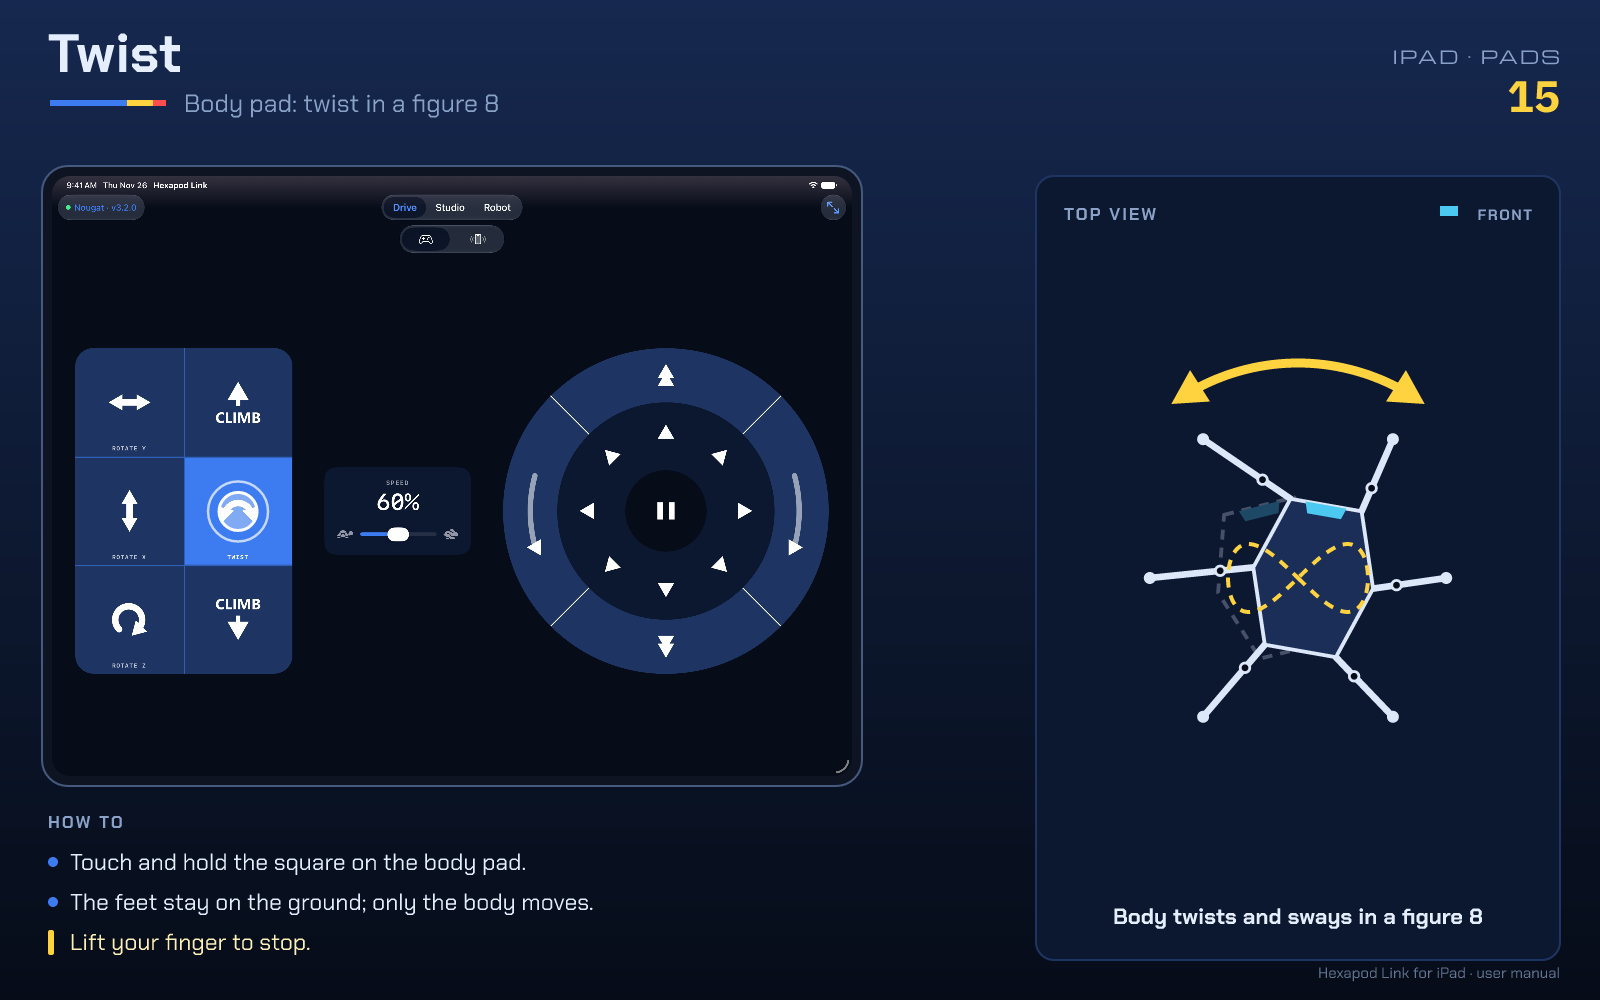 Twist
Body pad: twist in a figure 8
IPAD · PADS
15
9:41 AM Thu Nov 26 Hexapod Link
Nougat · v3.2.0
Drive Studio Robot
ROTATE Y
CLIMB
ROTATE X
TWIST
ROTATE Z
CLIMB
SPEED
60%
TOP VIEW
FRONT
Body twists and sways in a figure 8
HOW TO
Touch and hold the square on the body pad.
The feet stay on the ground; only the body moves.
Lift your finger to stop.
Hexapod Link for iPad · user manual